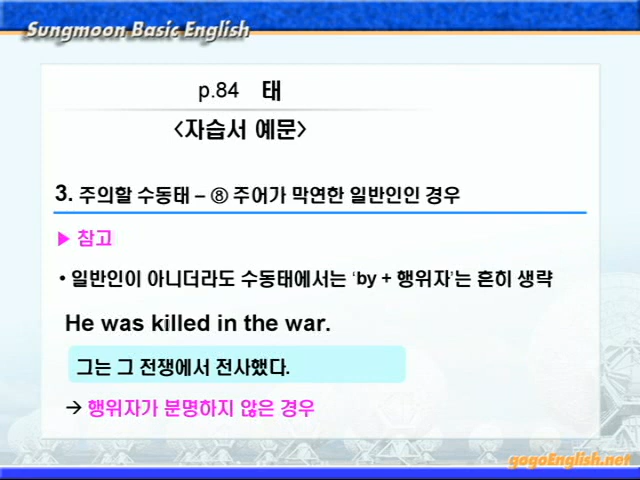 Sungmoon Basic English
p.84 태
<자습서 예문>
3. 주의할 수동태 – ⑧ 주어가 막연한 일반인인 경우
▶ 참고
• 일반인이 아니더라도 수동태에서는 ‘by + 행위자’는 흔히 생략
He was killed in the war.
그는 그 전쟁에서 전사했다.
→ 행위자가 분명하지 않은 경우
gogoEnglish.net